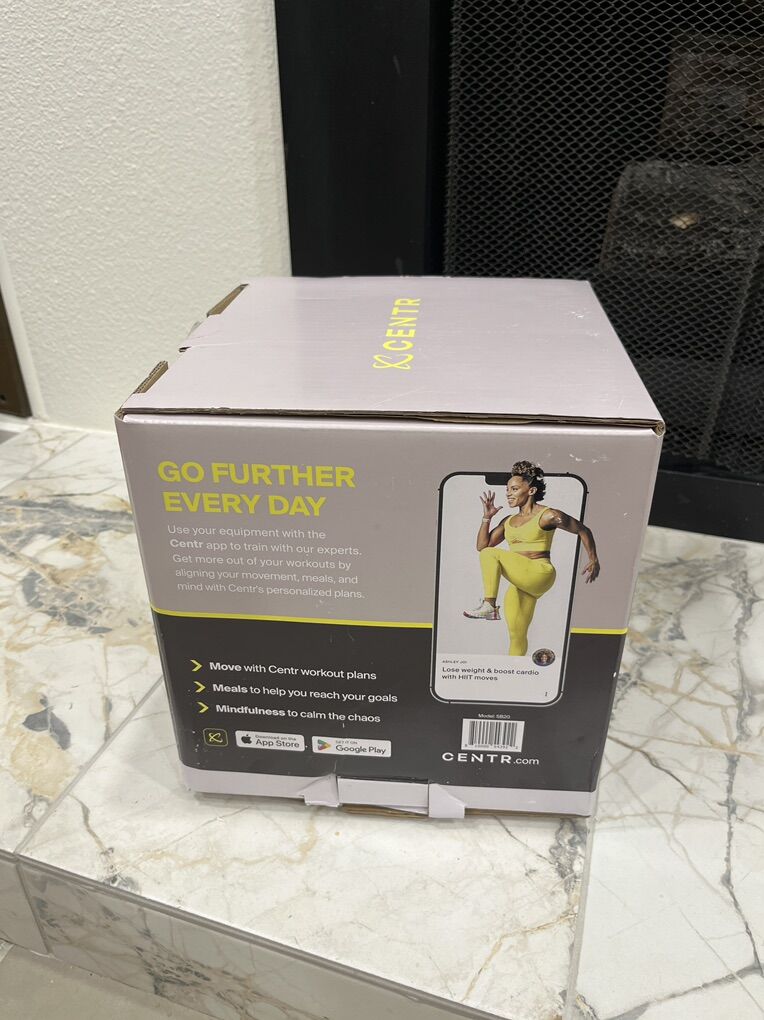 CENTR
GO FURTHER
EVERY DAY
Use your equipment with the
Centr app to train with our experts.
Get more out of your workouts by
aligning your movement, meals, and
mind with Centr's personalized plans.
Move with Centr workout plans
Meals to help you reach your goals
Mindfulness to calm the chaos
Download on the
App Store
GET IT ON
Google Play
ASHLEY JOI
Lose weight & boost cardio
with HIIT moves
Model: SB20
CENTR.com